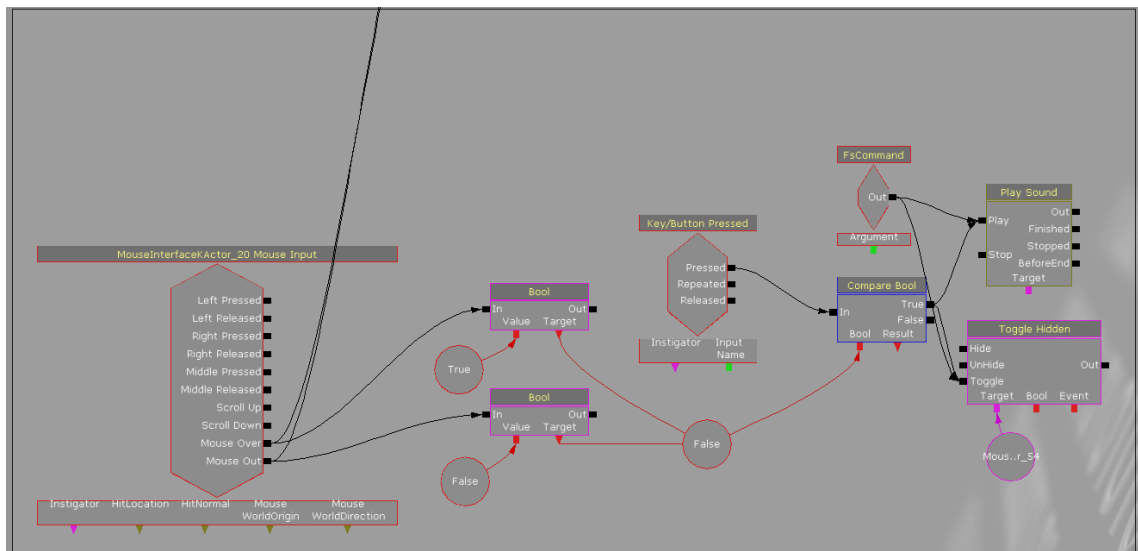 MouseInterfaceKActor_20 Mouse Input
Left Pressed
Left Released
Right Pressed
Right Released
Middle Pressed
Middle Released
Scroll Up
Scroll Down
Mouse Over
Mouse Out
Instigator HitLocation HitNormal Mouse WorldOrigin Mouse WorldDirection
Bool
In Out
Value Target
True
Bool
In Out
Value Target
False
False
Key/Button Pressed
Pressed
Repeated
Released
Instigator Input Name
FsCommand
Out
Argument
Compare Bool
True
In
False
Bool Result
Play Sound
Out
Play
Finished
Stopped
Stop
BeforeEnd
Target
Toggle Hidden
Hide
UnHide Out
Toggle
Target Bool Event
Mous..r_54